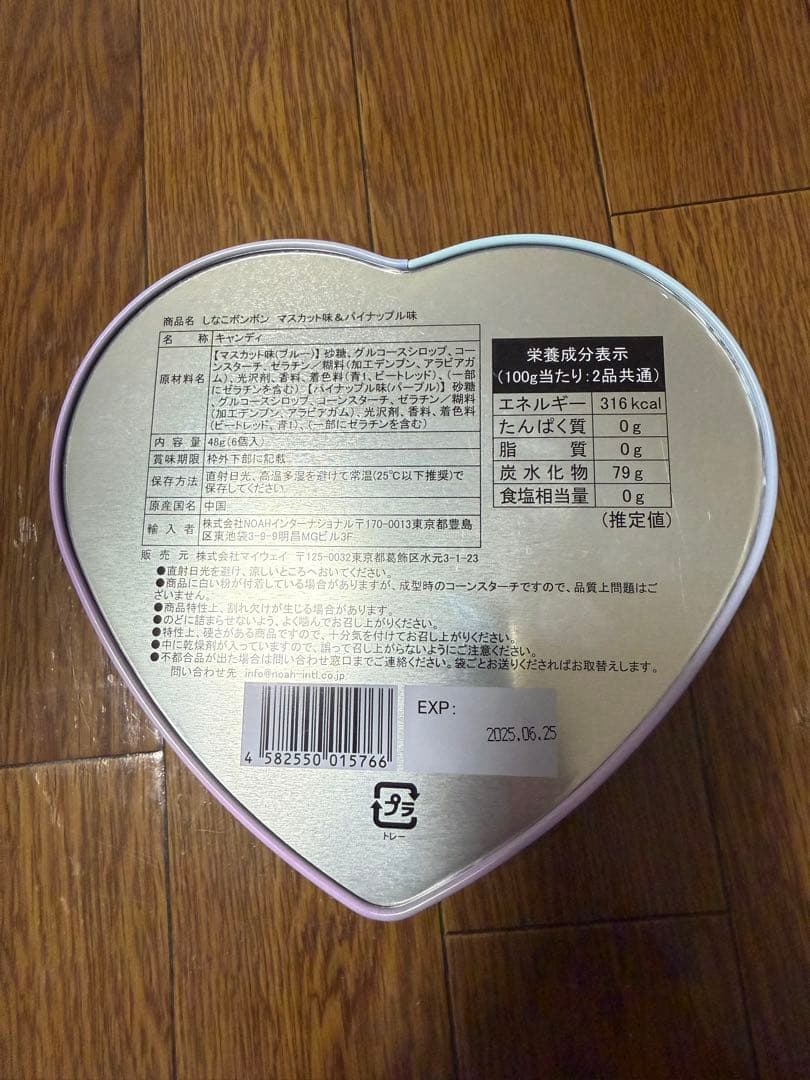 商品名 しなこボンボン マスカット味&パイナップル味
名 称 キャンディ
原材料名 【マスカット味(ブルー)】砂糖、グルコースシロップ、コー
ンスターチ、ゼラチン／糊料(加工デンプン、アラビアガ
ム)、光沢剤、香料、着色料(青1、ビートレッド)、(一部
にゼラチンを含む)、【パイナップル味(パープル)】砂糖
、グルコースシロップ、コーンスターチ、ゼラチン／糊料
(加工デンプン、アラビアガム)、光沢剤、香料、着色料
(ビートレッド、青1)、(一部にゼラチンを含む)
内 容 量 48g(6個入)
賞味期限 枠外下部に記載
保存方法 直射日光、高温多湿を避けて常温(25℃以下推奨)で
保存してください
原産国名 中国
輸 入 者 株式会社NOAHインターナショナル〒170-0013東京都豊島
区東池袋3-9-9明昌MGビル3F
販 売 元 株式会社マイウェイ 〒125-0032東京都葛飾区水元3-1-23
栄養成分表示
(100g当たり:2品共通)
エネルギー 316kcal
たんぱく質 0g
脂 質 0g
炭水化物 79g
食塩相当量 0g
(推定値)
●直射日光を避け、涼しいところへおいてください。
●商品に白い粉が付着している場合がありますが、成型時のコーンスターチですので、品質上問題はござ
いません。
●商品特性上、割れ欠けが生じる場合があります。
●のどに詰まらせないよう、よく噛んでお召し上がりください。
●特性上、硬さがある商品ですので、十分気を付けてお召し上がりください。
●中に乾燥剤が入っていますので、誤って召し上がらないようにご注意ください。
●不都合品が出た場合は問い合わせ窓口までご連絡ください。袋ごとお送りくださればお取替えします。
問い合わせ先 info@noah-intl.co.jp
4 582550 015766
EXP:
2025.06.25
プラ
トレー